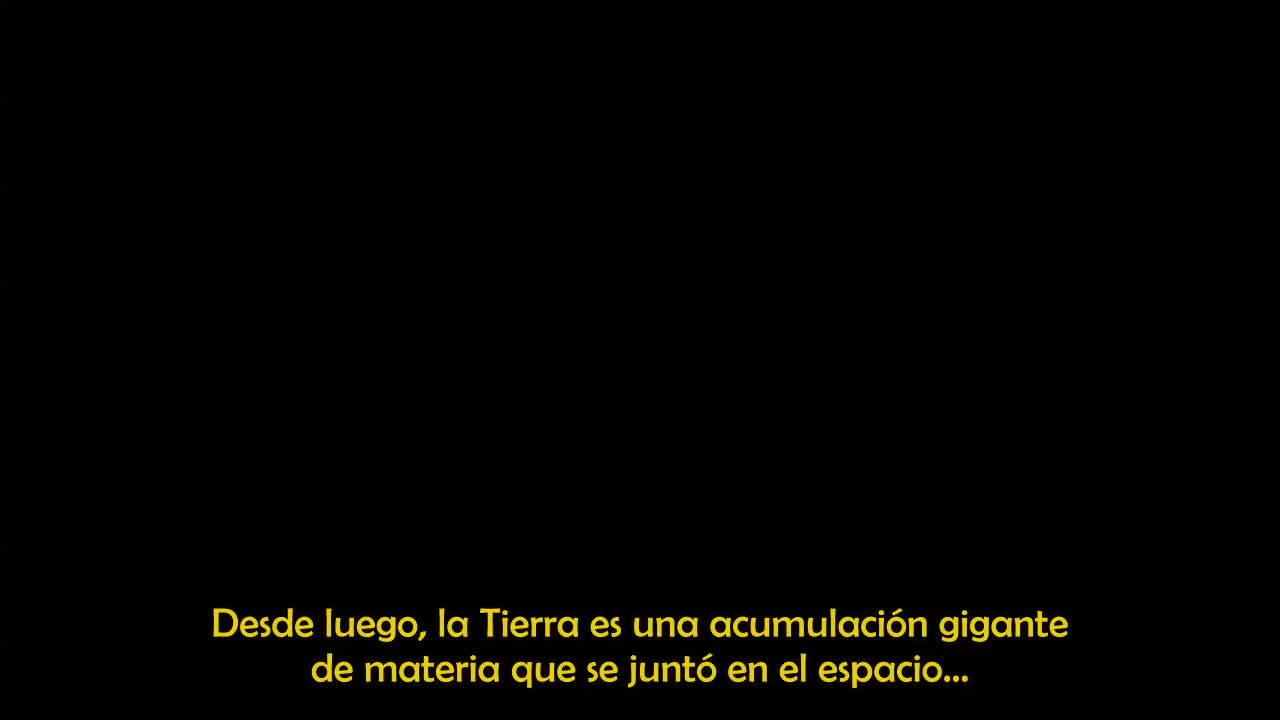 Desde luego, la Tierra es una acumulación gigante
de materia que se juntó en el espacio...